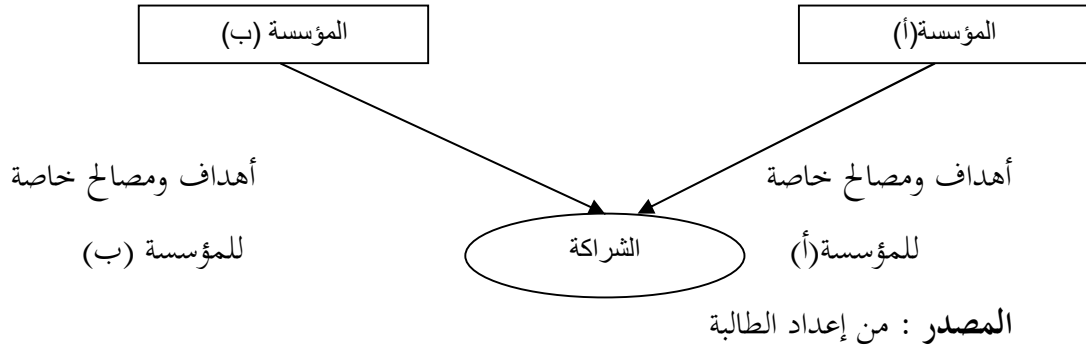 المؤسسة(أ)
المؤسسة (ب)
أهداف ومصالح خاصة
للمؤسسة(أ)
الشراكة
أهداف ومصالح خاصة
للمؤسسة (ب)
المصدر : من إعداد الطالبة